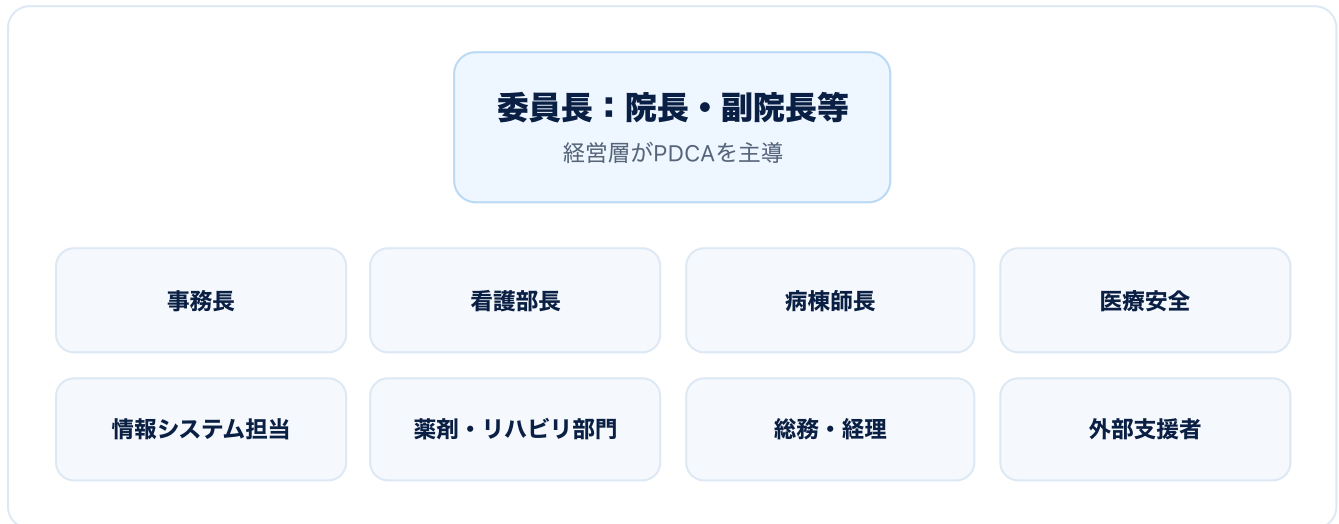 委員長：院長・副院長等
経営層がPDCAを主導
事務長
看護部長
病棟師長
医療安全
情報システム担当
薬剤・リハビリ部門
総務・経理
外部支援者